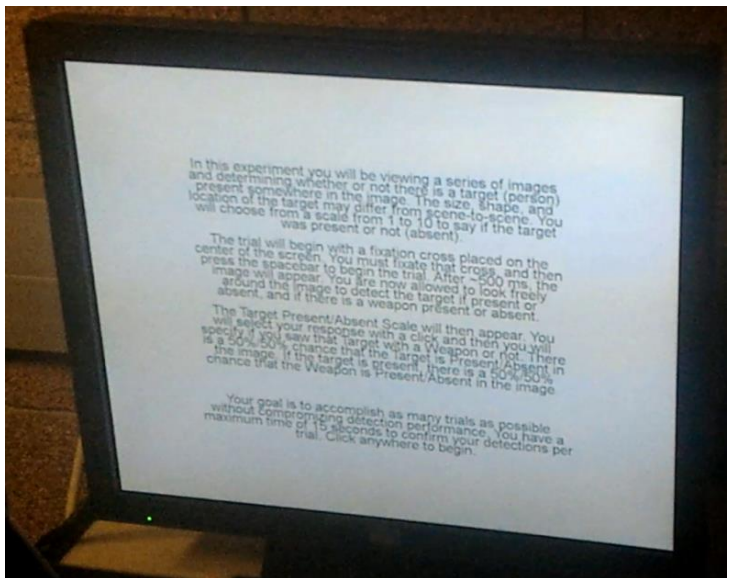 In this experiment you will be viewing a series of images
and determining whether or not there is a target (person)
present somewhere in the image. The size, shape, and
location of the target may differ from scene-to-scene. You
will choose from a scale from 1 to 10 to say if the target
was present or not (absent).
The trial will begin with a fixation cross placed on the
center of the screen. You must fixate that cross, and then
press the spacebar to begin the trial. After ~500 ms, the
image will appear. You are now allowed to look freely
around the image to detect the target if present or
absent, and if there is a weapon present or absent.
The Target Present/Absent Scale will then appear. You
will select your response with a click and then you will
specify if you saw that Target with a Weapon or not. There
is a 50%/50% chance that the Target is Present/Absent in
the image. If the target is present, there is a 50%/50%
chance that the Weapon is Present/Absent in the image.
Your goal is to accomplish as many trials as possible
without compromizing detection performance. You have a
maximum time of 15 seconds to confirm your detections per
trial. Click anywhere to begin.